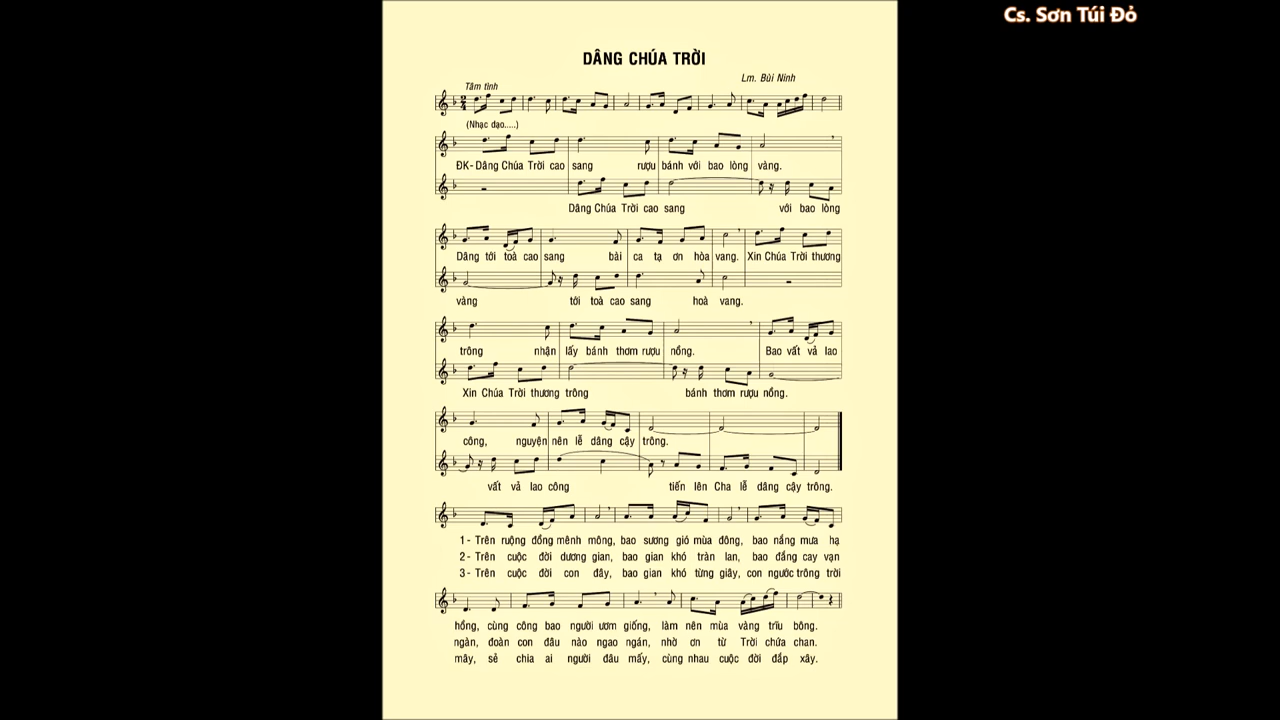 Cs. Sơn Túi Đỏ
DÂNG CHÚA TRỜI
Lm. Bùi Ninh
Tâm tình
(Nhạc dạo.....)
ĐK- Dâng Chúa Trời cao sang rượu bánh với bao lòng vàng.
Dâng Chúa Trời cao sang với bao lòng
Dâng tới toà cao sang bài ca tạ ơn hòa vang. Xin Chúa Trời thương
vàng tới toà cao sang hoà vang.
trông nhận lấy bánh thơm rượu nồng. Bao vất vả lao
Xin Chúa Trời thương trông bánh thơm rượu nồng.
công, nguyện nên lễ dâng cậy trông.
vất vả lao công tiến lên Cha lễ dâng cậy trông.
1- Trên ruộng đồng mênh mông, bao sương gió mùa đông, bao nắng mưa hạ
2- Trên cuộc đời dương gian, bao gian khó tràn lan, bao đắng cay vạn
3- Trên cuộc đời con đây, bao gian khó từng giây, con ngước trông trời
hồng, cùng công bao người ươm giống, làm nên mùa vàng trĩu bông.
ngàn, đoàn con đâu nào ngao ngán, nhờ ơn từ Trời chứa chan.
mây, sẻ chia ai người đau mấy, cùng nhau cuộc đời đắp xây.